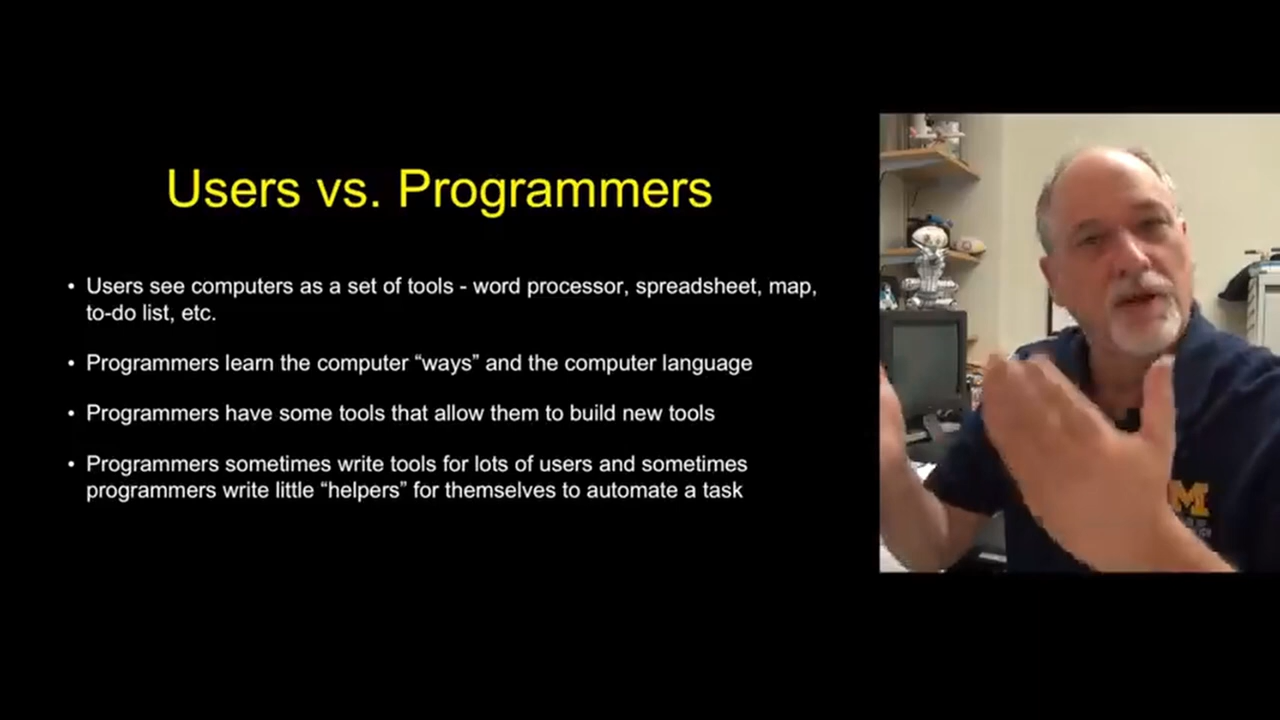 Users vs. Programmers
• Users see computers as a set of tools - word processor, spreadsheet, map,
to-do list, etc.
• Programmers learn the computer “ways” and the computer language
• Programmers have some tools that allow them to build new tools
• Programmers sometimes write tools for lots of users and sometimes
programmers write little “helpers” for themselves to automate a task
M